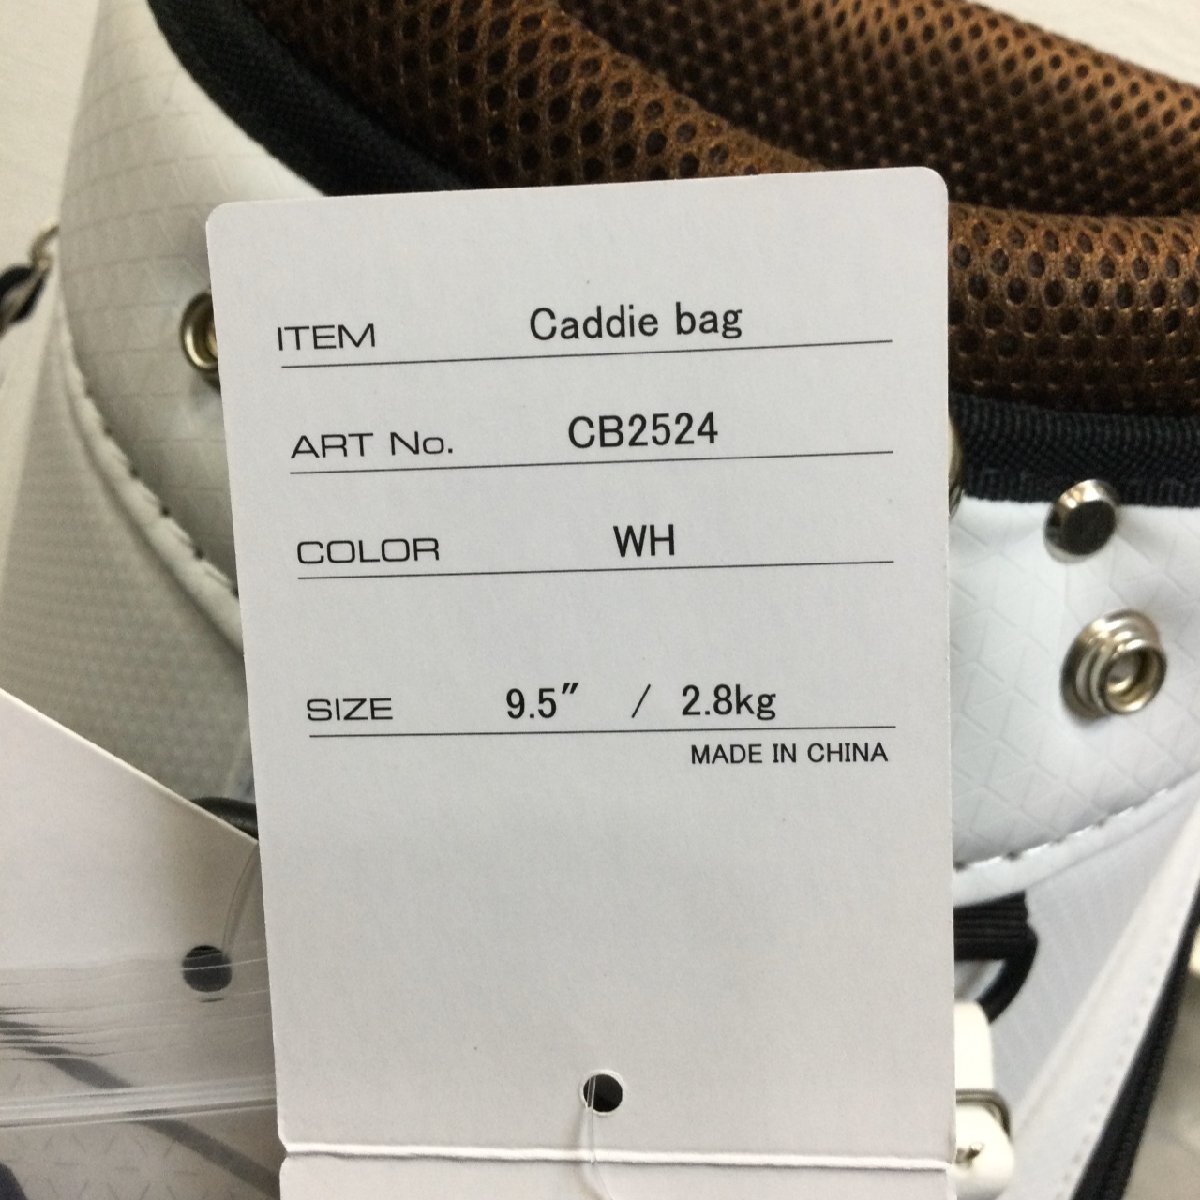 ITEM Caddie bag
ART No. CB2524
COLOR WH
SIZE 9.5″ / 2.8kg
MADE IN CHINA